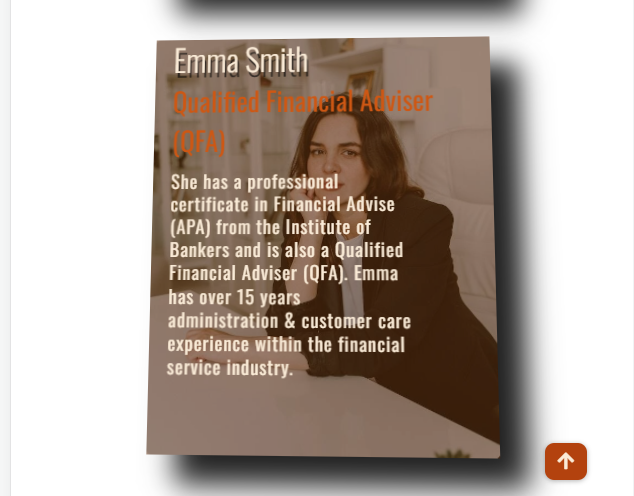 Emma Smith
Qualified Financial Adviser
(QFA)
She has a professional
certificate in Financial Advise
(APA) from the Institute of
Bankers and is also a Qualified
Financial Adviser (QFA). Emma
has over 15 years
administration & customer care
experience within the financial
service industry.